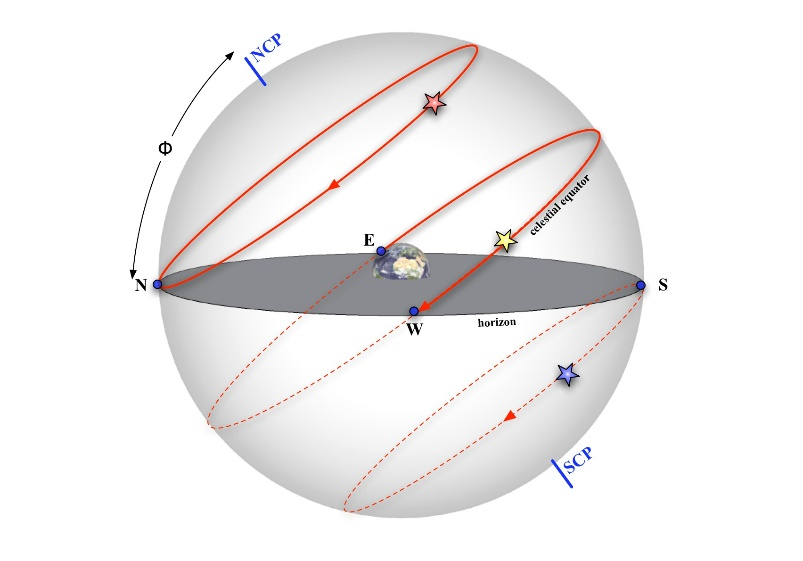 NCP
Φ
celestial equator
E
N
S
W
horizon
SCP